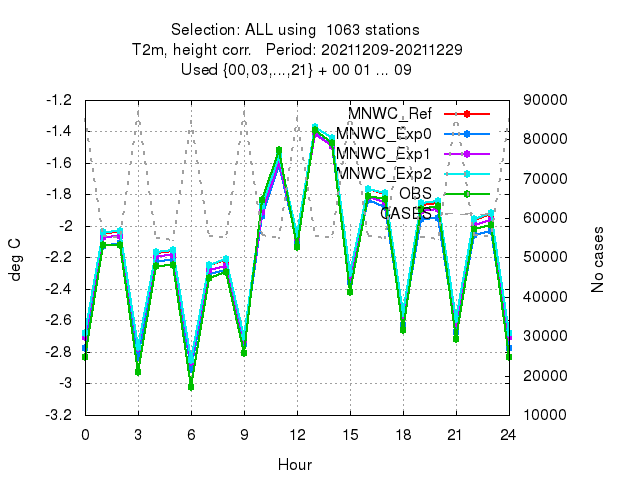 Selection: ALL using  1063 stations
T2m, height corr.   Period: 20211209-20211229
Used {00,03,...,21} + 00 01 ... 09
-1.2
-1.4
-1.6
-1.8
-2
-2.2
-2.4
-2.6
-2.8
-3
-3.2
deg C
90000
80000
70000
60000
50000
40000
30000
20000
10000
No cases
MNWC_Ref
MNWC_Exp0
MNWC_Exp1
MNWC_Exp2
OBS
CASES
0 3 6 9 12 15 18 21 24
Hour